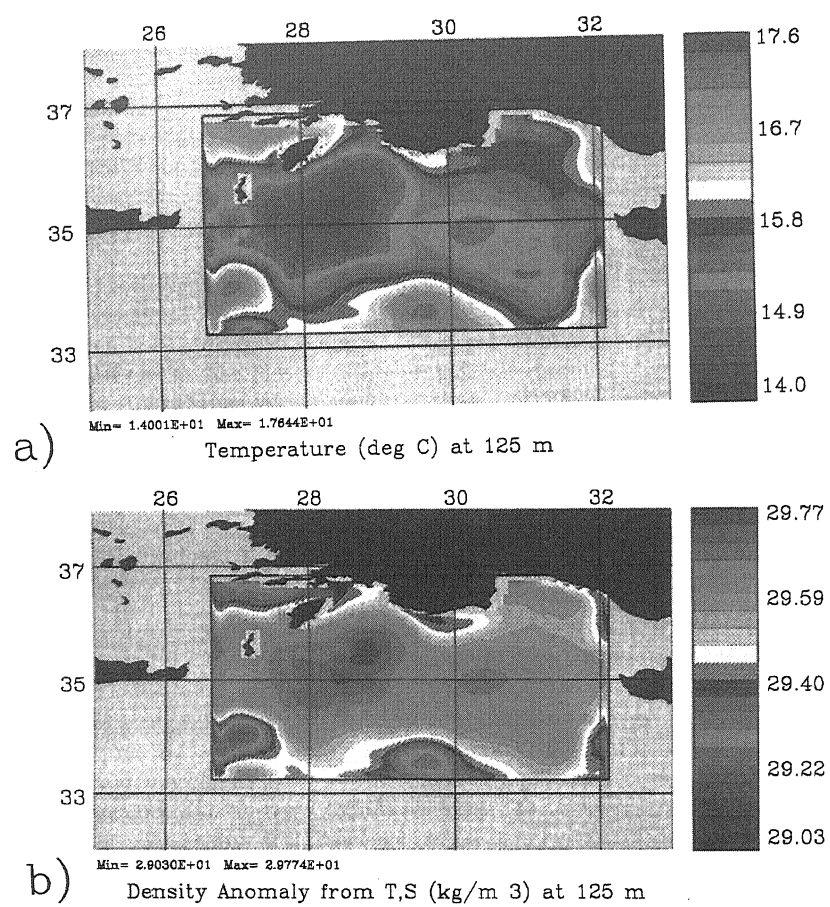 26 28 30 32
37
35
33
17.6
16.7
15.8
14.9
14.0
Min= 1.4001E+01 Max= 1.7644E+01
a)
Temperature (deg C) at 125 m
26 28 30 32
37
35
33
29.77
29.59
29.40
29.22
29.03
Min= 2.9030E+01 Max= 2.9774E+01
b)
Density Anomaly from T,S (kg/m 3) at 125 m